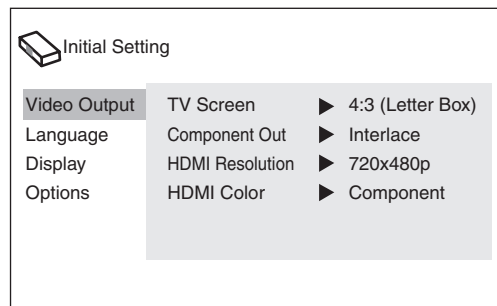 Initial Setting
Video Output TV Screen ▶ 4:3 (Letter Box)
Language Component Out ▶ Interlace
Display HDMI Resolution ▶ 720x480p
Options HDMI Color ▶ Component